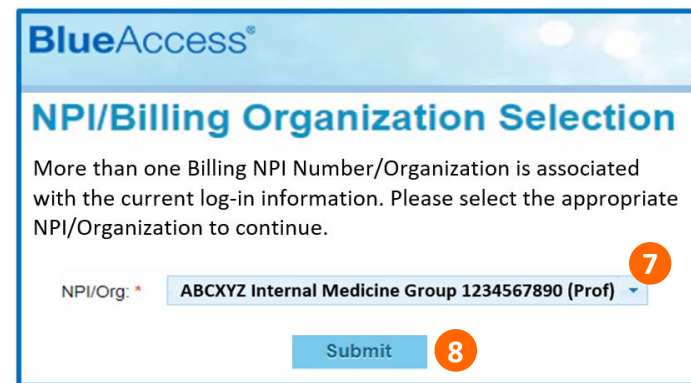 BlueAccess®
NPI/Billing Organization Selection
More than one Billing NPI Number/Organization is associated
with the current log-in information. Please select the appropriate
NPI/Organization to continue.
7
NPI/Org: * ABCXYZ Internal Medicine Group 1234567890 (Prof)
Submit 8